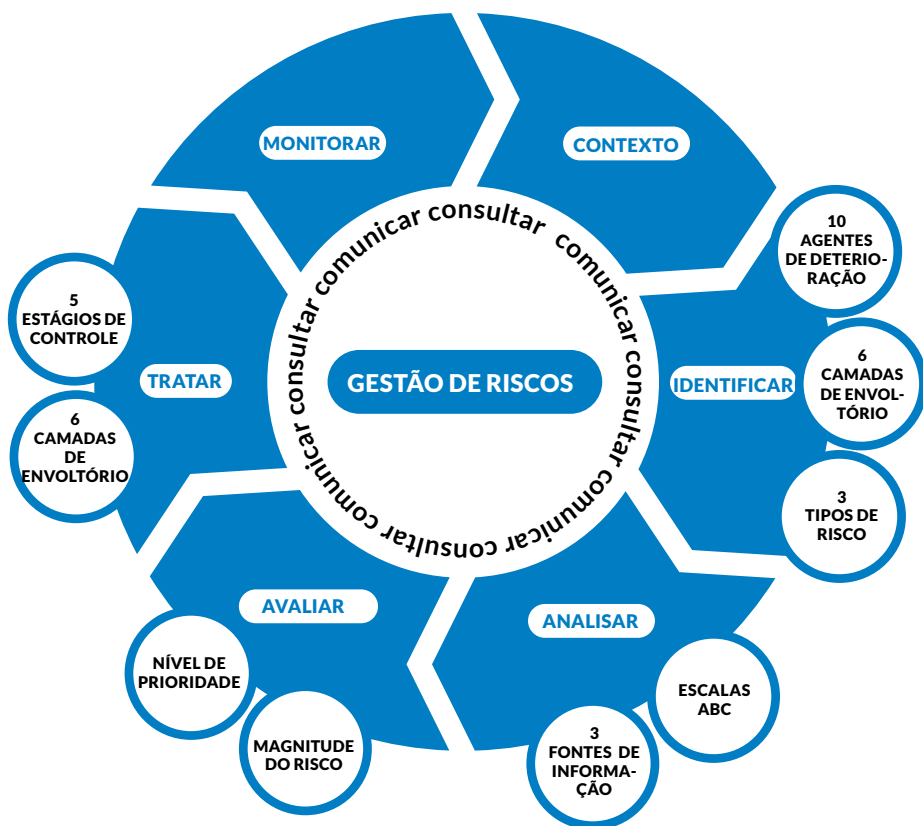 MONITORAR
CONTEXTO
10
AGENTES
DE DETERIO-
RAÇÃO
6
CAMADAS
DE ENVOL-
TÓRIO
3
TIPOS DE
RISCO
IDENTIFICAR
ANALISAR
ESCALAS
ABC
3
FONTES DE
INFORMA-
ÇÃO
AVALIAR
MAGNITUDE
DO RISCO
NÍVEL DE
PRIORIDADE
TRATAR
6
CAMADAS
DE
ENVOLTÓRIO
5
ESTÁGIOS DE
CONTROLE
comunicar consultar comunicar consultar comunicar consultar comunicar consultar comunicar consultar
GESTÃO DE RISCOS